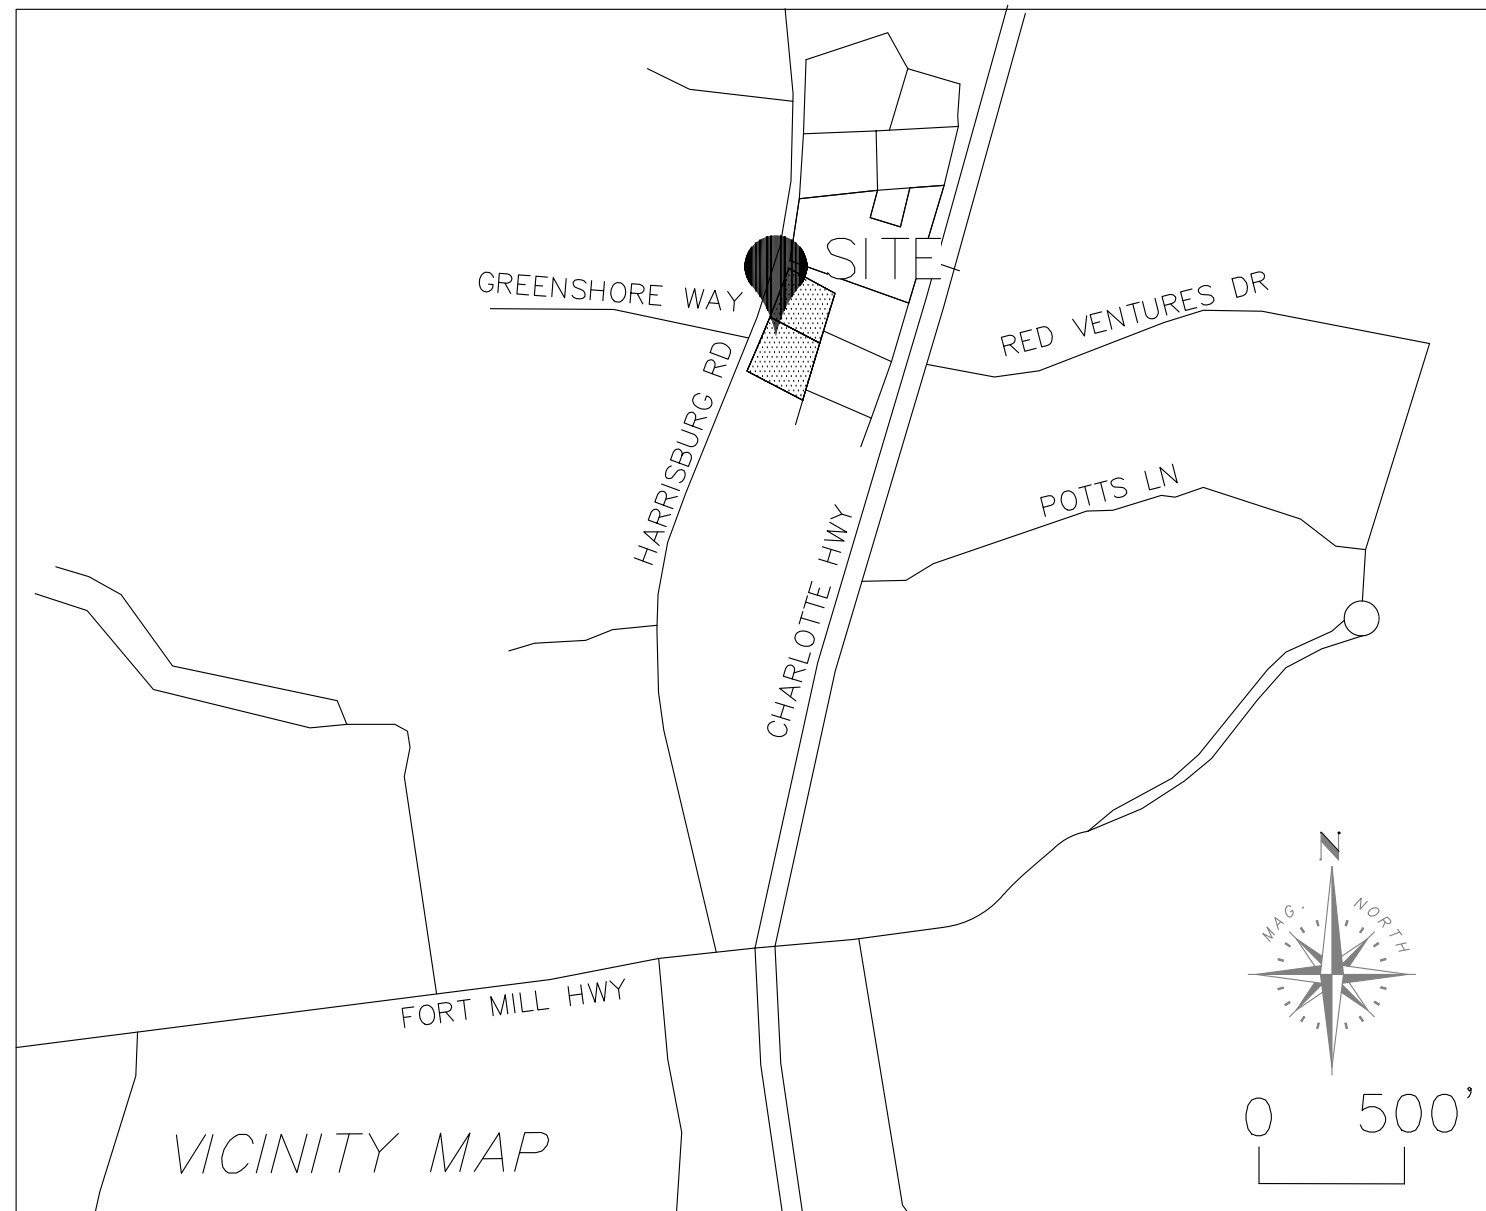 SITE
GREENSHORE WAY
RED VENTURES DR
HARRISBURG RD
POTTS LN
CHARLOTTE HWY
N
MAG. NORTH
FORT MILL HWY
0 500'
VICINITY MAP